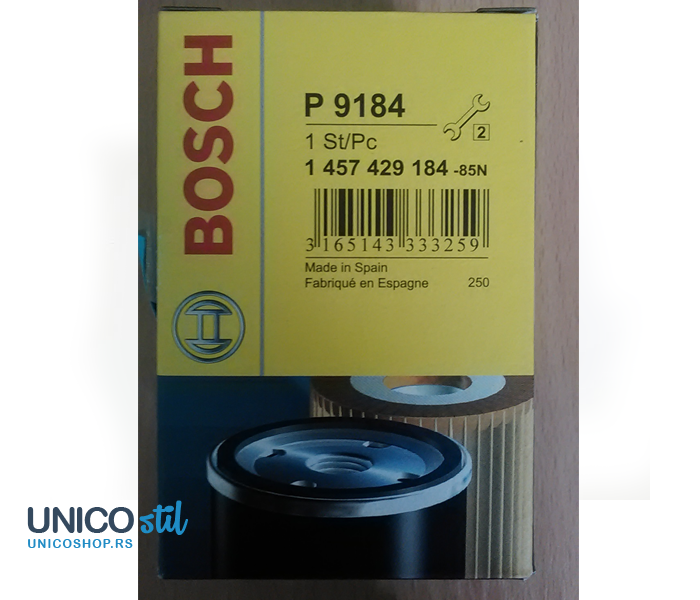 BOSCH
P 9184
2
1 St/Pc
1 457 429 184 -85N
3 165143 333259
Made in Spain
Fabriqué en Espagne 250
UNICO stil
UNICOSHOP.RS